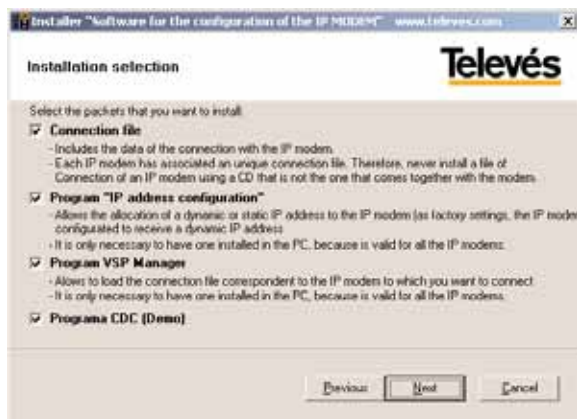 Installer "Software for the configuration of the IP MODEM" www.televes.com
Installation selection
Televés
Select the packets that you want to install:
Connection file
- Includes the data of the connection with the IP modem.
- Each IP modem has associated an unique connection file. Therefore, never install a file of
Connection of an IP modem using a CD that is not the one that comes together with the modem.
Program "IP address configuration"
- Allows the allocation of a dynamic or static IP address to the IP modem (as factory settings, the IP modem
configurated to receive a dynamic IP address
- It is only necessary to have one installed in the PC, because is valid for all the IP modems.
Program VSP Manager
- Alows to load the connection file correspondent to the IP modem to which you want to connect
- It is only necessary to have one installed in the PC, because is valid for all the IP modems.
Programa CDC (Demo)
Previous
Next
Cancel